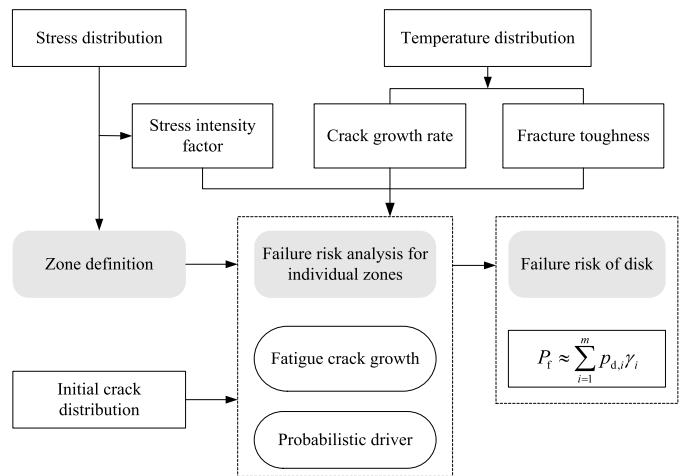 Stress distribution
Temperature distribution
Stress intensity
factor
Crack growth rate
Fracture toughness
Zone definition
Failure risk analysis for
individual zones
Failure risk of disk
Fatigue crack growth
P_f ≈ \sum_{i=1}^{m} p_{d,i} γ_i
Initial crack
distribution
Probabilistic driver